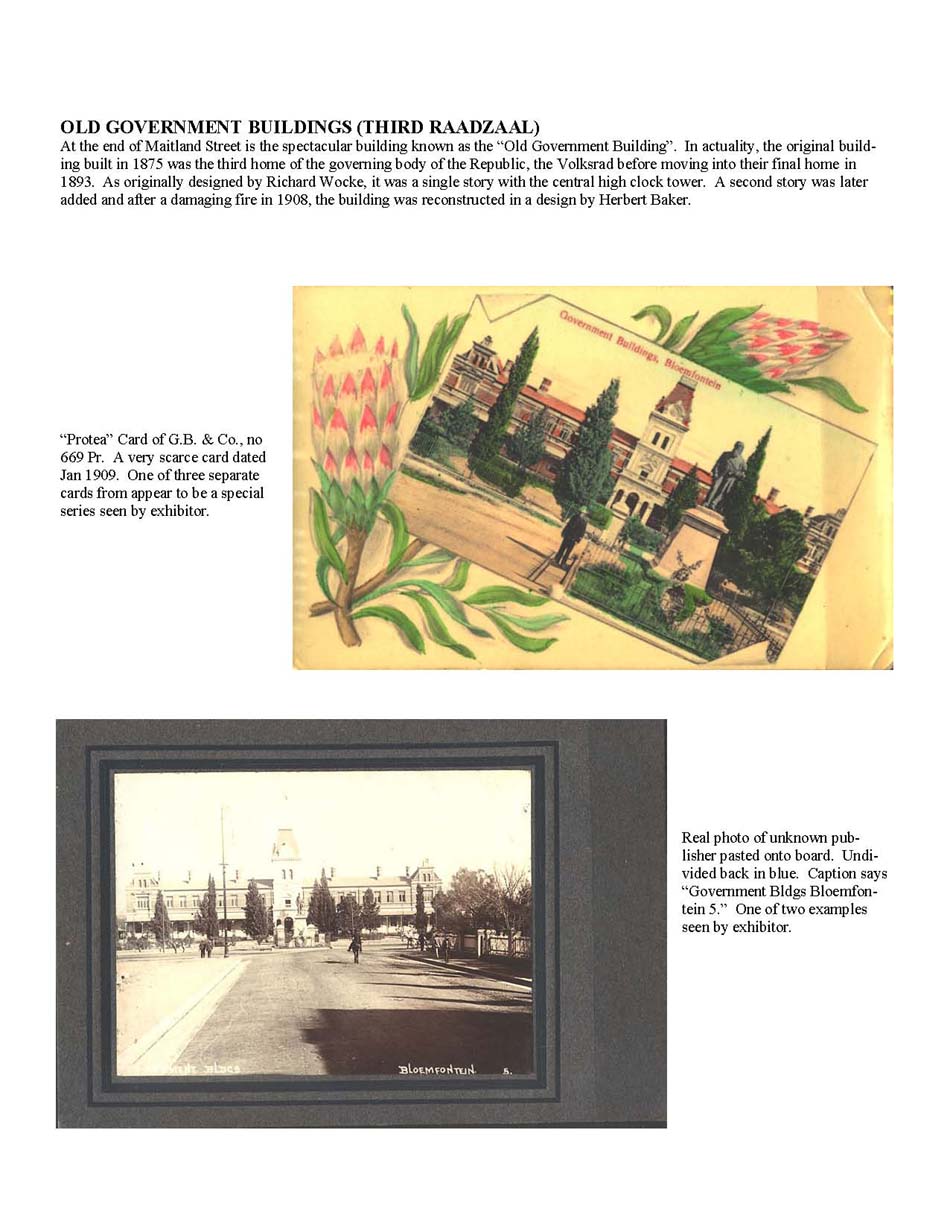 OLD GOVERNMENT BUILDINGS (THIRD RAADZAAL)
At the end of Maitland Street is the spectacular building known as the “Old Government Building”.  In actuality, the original build-
ing built in 1875 was the third home of the governing body of the Republic, the Volksrad before moving into their final home in
1893.  As originally designed by Richard Wocke, it was a single story with the central high clock tower.  A second story was later
added and after a damaging fire in 1908, the building was reconstructed in a design by Herbert Baker.
Government Buildings, Bloemfontein
“Protea” Card of G.B. & Co., no
669 Pr.  A very scarce card dated
Jan 1909.  One of three separate
cards from appear to be a special
series seen by exhibitor.
Real photo of unknown pub-
lisher pasted onto board.  Undi-
vided back in blue.  Caption says
“Government Bldgs Bloemfon-
tein 5.”  One of two examples
seen by exhibitor.
BLDGS BLOEMFONTEIN 5.